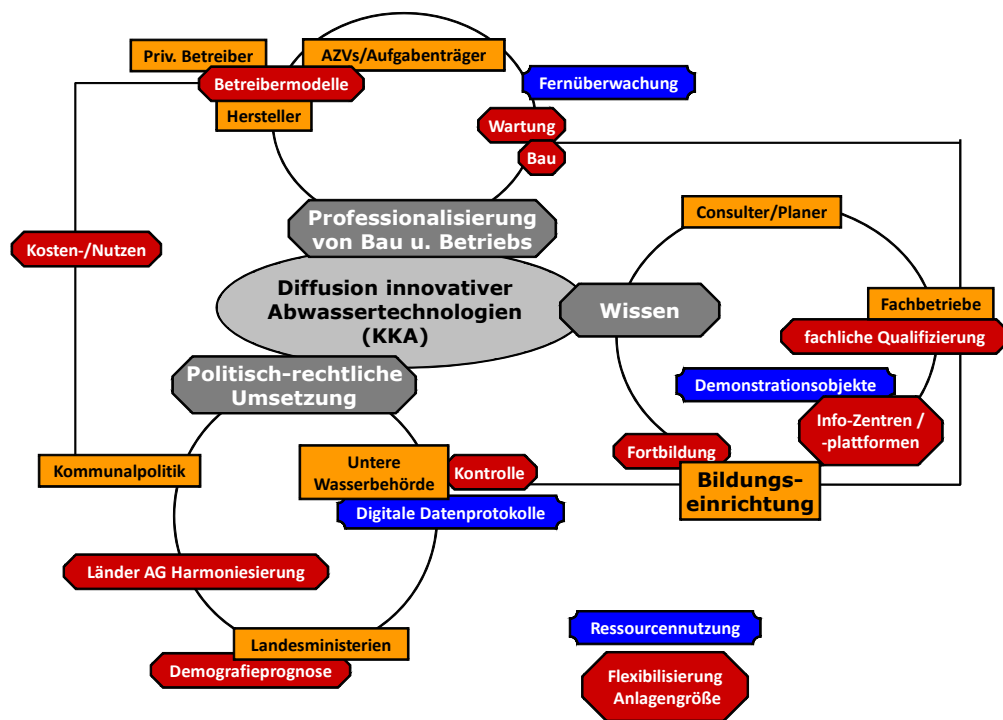 Priv. Betreiber
AZVs/Aufgabenträger
Betreibermodelle
Fernüberwachung
Hersteller
Wartung
Bau
Professionalisierung
von Bau u. Betriebs
Consulter/Planer
Kosten-/Nutzen
Diffusion innovativer
Abwassertechnologien
(KKA)
Wissen
Fachbetriebe
fachliche Qualifizierung
Politisch-rechtliche
Umsetzung
Demonstrationsobjekte
Info-Zentren /
-plattformen
Fortbildung
Kommunalpolitik
Untere
Wasserbehörde
Kontrolle
Bildungs-
einrichtung
Digitale Datenprotokolle
Länder AG Harmoniesierung
Landesministerien
Demografieprognose
Ressourcennutzung
Flexibilisierung
Anlagengröße